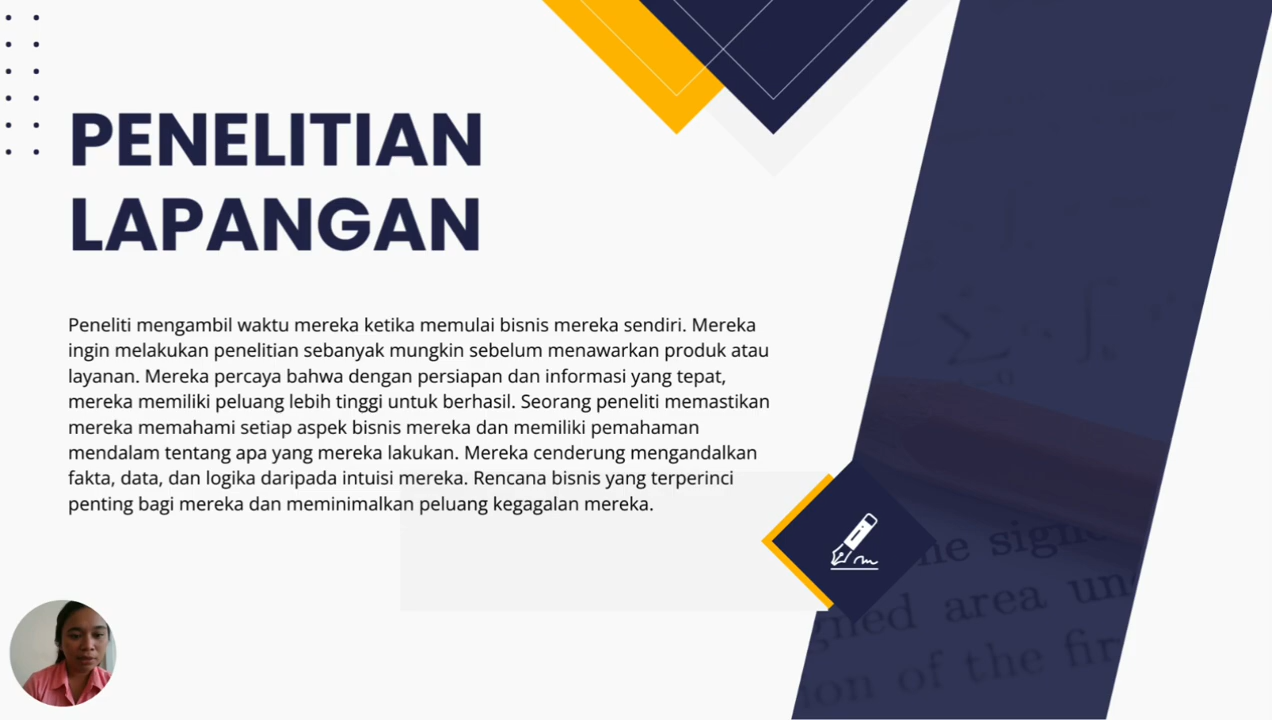 PENELITIAN
LAPANGAN
Peneliti mengambil waktu mereka ketika memulai bisnis mereka sendiri. Mereka
ingin melakukan penelitian sebanyak mungkin sebelum menawarkan produk atau
layanan. Mereka percaya bahwa dengan persiapan dan informasi yang tepat,
mereka memiliki peluang lebih tinggi untuk berhasil. Seorang peneliti memastikan
mereka memahami setiap aspek bisnis mereka dan memiliki pemahaman
mendalam tentang apa yang mereka lakukan. Mereka cenderung mengandalkan
fakta, data, dan logika daripada intuisi mereka. Rencana bisnis yang terperinci
penting bagi mereka dan meminimalkan peluang kegagalan mereka.
area
of the